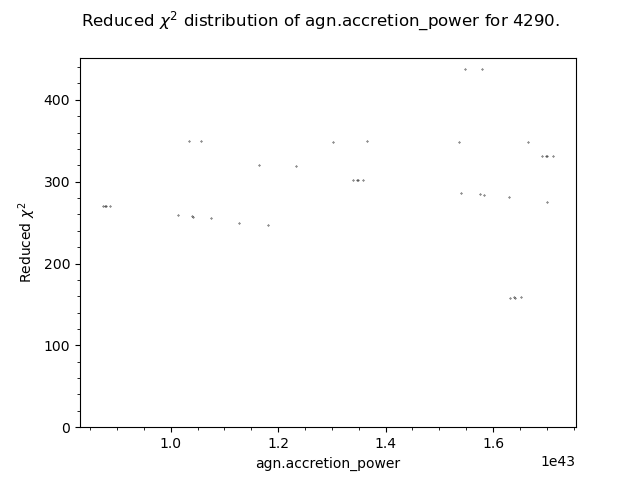 Reduced χ² distribution of agn.accretion_power for 4290.
400
300
200
100
0
Reduced χ²
1.0 1.2 1.4 1.6
1e43
agn.accretion_power